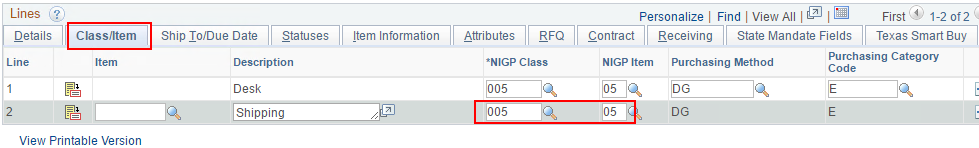 Lines
Personalize | Find | View All | First 1-2 of 2
Details Class/Item Ship To/Due Date Statuses Item Information Attributes RFQ Contract Receiving State Mandate Fields Texas Smart Buy
Line Item Description *NIGP Class NIGP Item Purchasing Method Purchasing Category Code
1 Desk 005 05 DG E
2 Shipping 005 05 DG E
View Printable Version